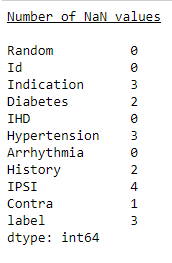 Number of NaN values
Random 0
Id 0
Indication 3
Diabetes 2
IHD 0
Hypertension 3
Arrhythmia 0
History 2
IPSI 4
Contra 1
label 3
dtype: int64